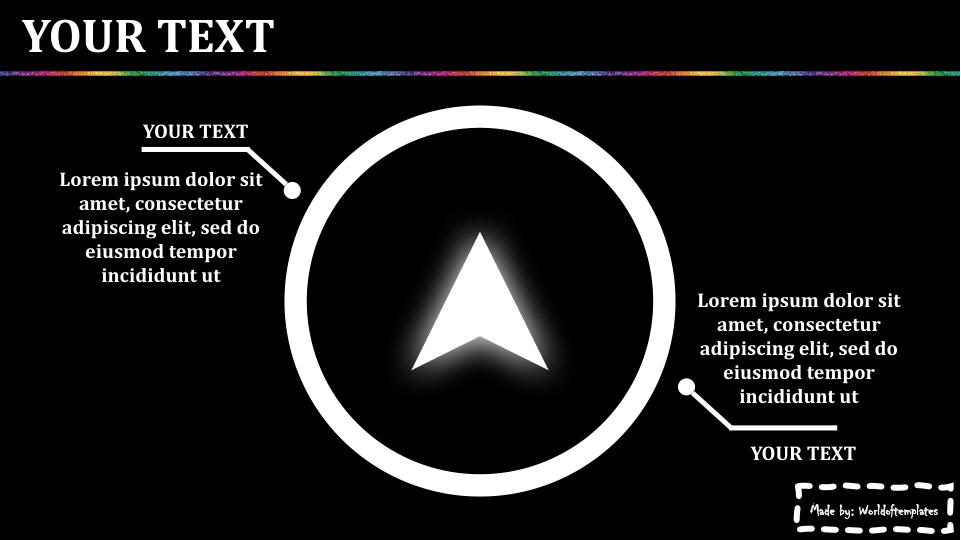 YOUR TEXT
YOUR TEXT
Lorem ipsum dolor sit
amet, consectetur
adipiscing elit, sed do
eiusmod tempor
incididunt ut
Lorem ipsum dolor sit
amet, consectetur
adipiscing elit, sed do
eiusmod tempor
incididunt ut
YOUR TEXT
Made by: Worldoftemplates